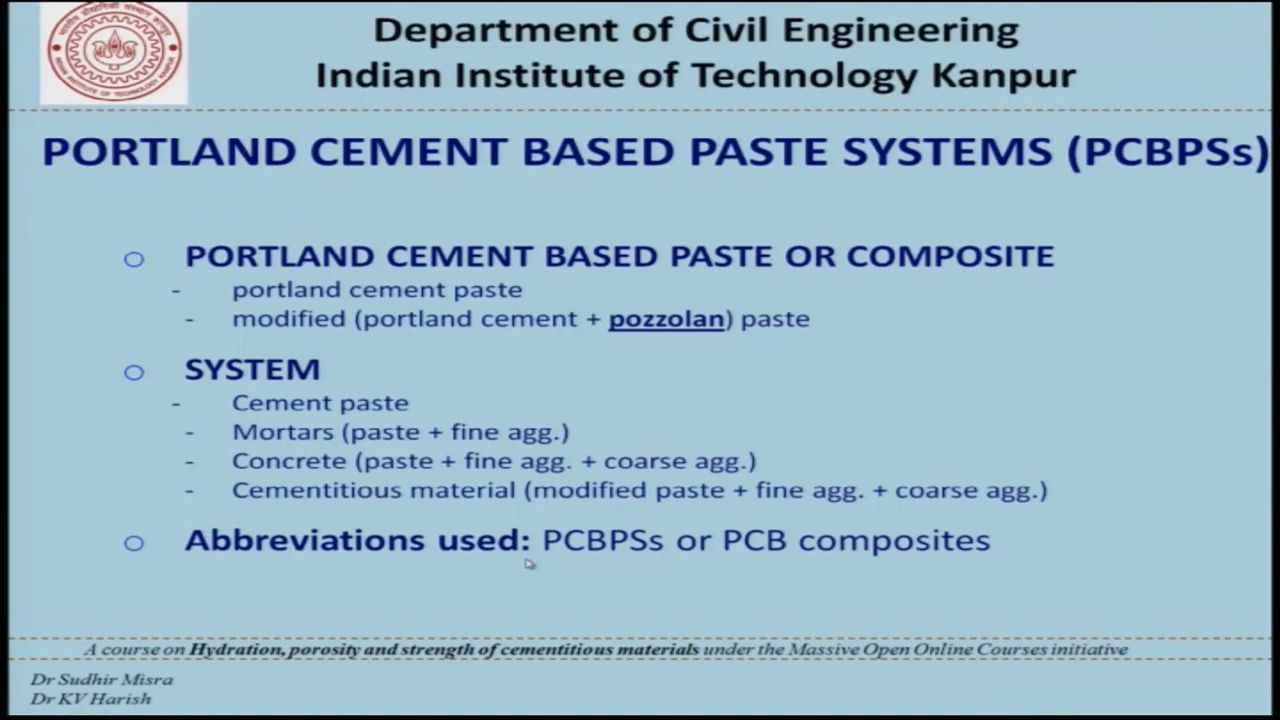 Department of Civil Engineering
Indian Institute of Technology Kanpur
PORTLAND CEMENT BASED PASTE SYSTEMS (PCBPSs)
o PORTLAND CEMENT BASED PASTE OR COMPOSITE
- portland cement paste
- modified (portland cement + pozzolan) paste
o SYSTEM
- Cement paste
- Mortars (paste + fine agg.)
- Concrete (paste + fine agg. + coarse agg.)
- Cementitious material (modified paste + fine agg. + coarse agg.)
o Abbreviations used: PCBPSs or PCB composites
A course on Hydration, porosity and strength of cementitious materials under the Massive Open Online Courses initiative
Dr Sudhir Misra
Dr KV Harish